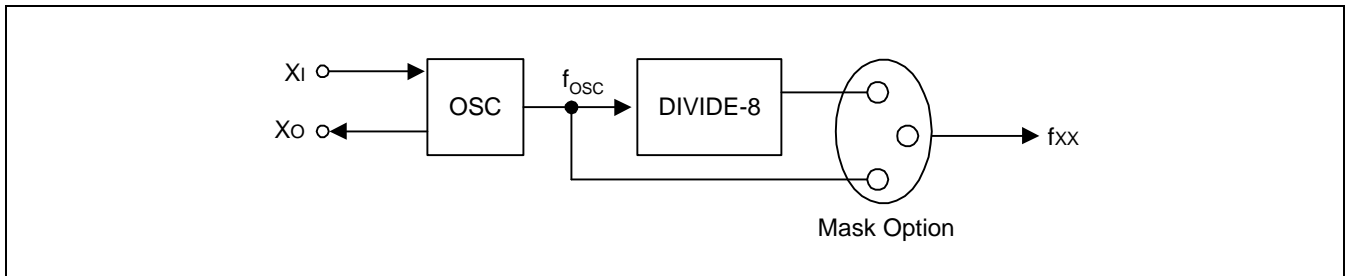 XI
XO
OSC
fOSC
DIVIDE-8
fXX
Mask Option